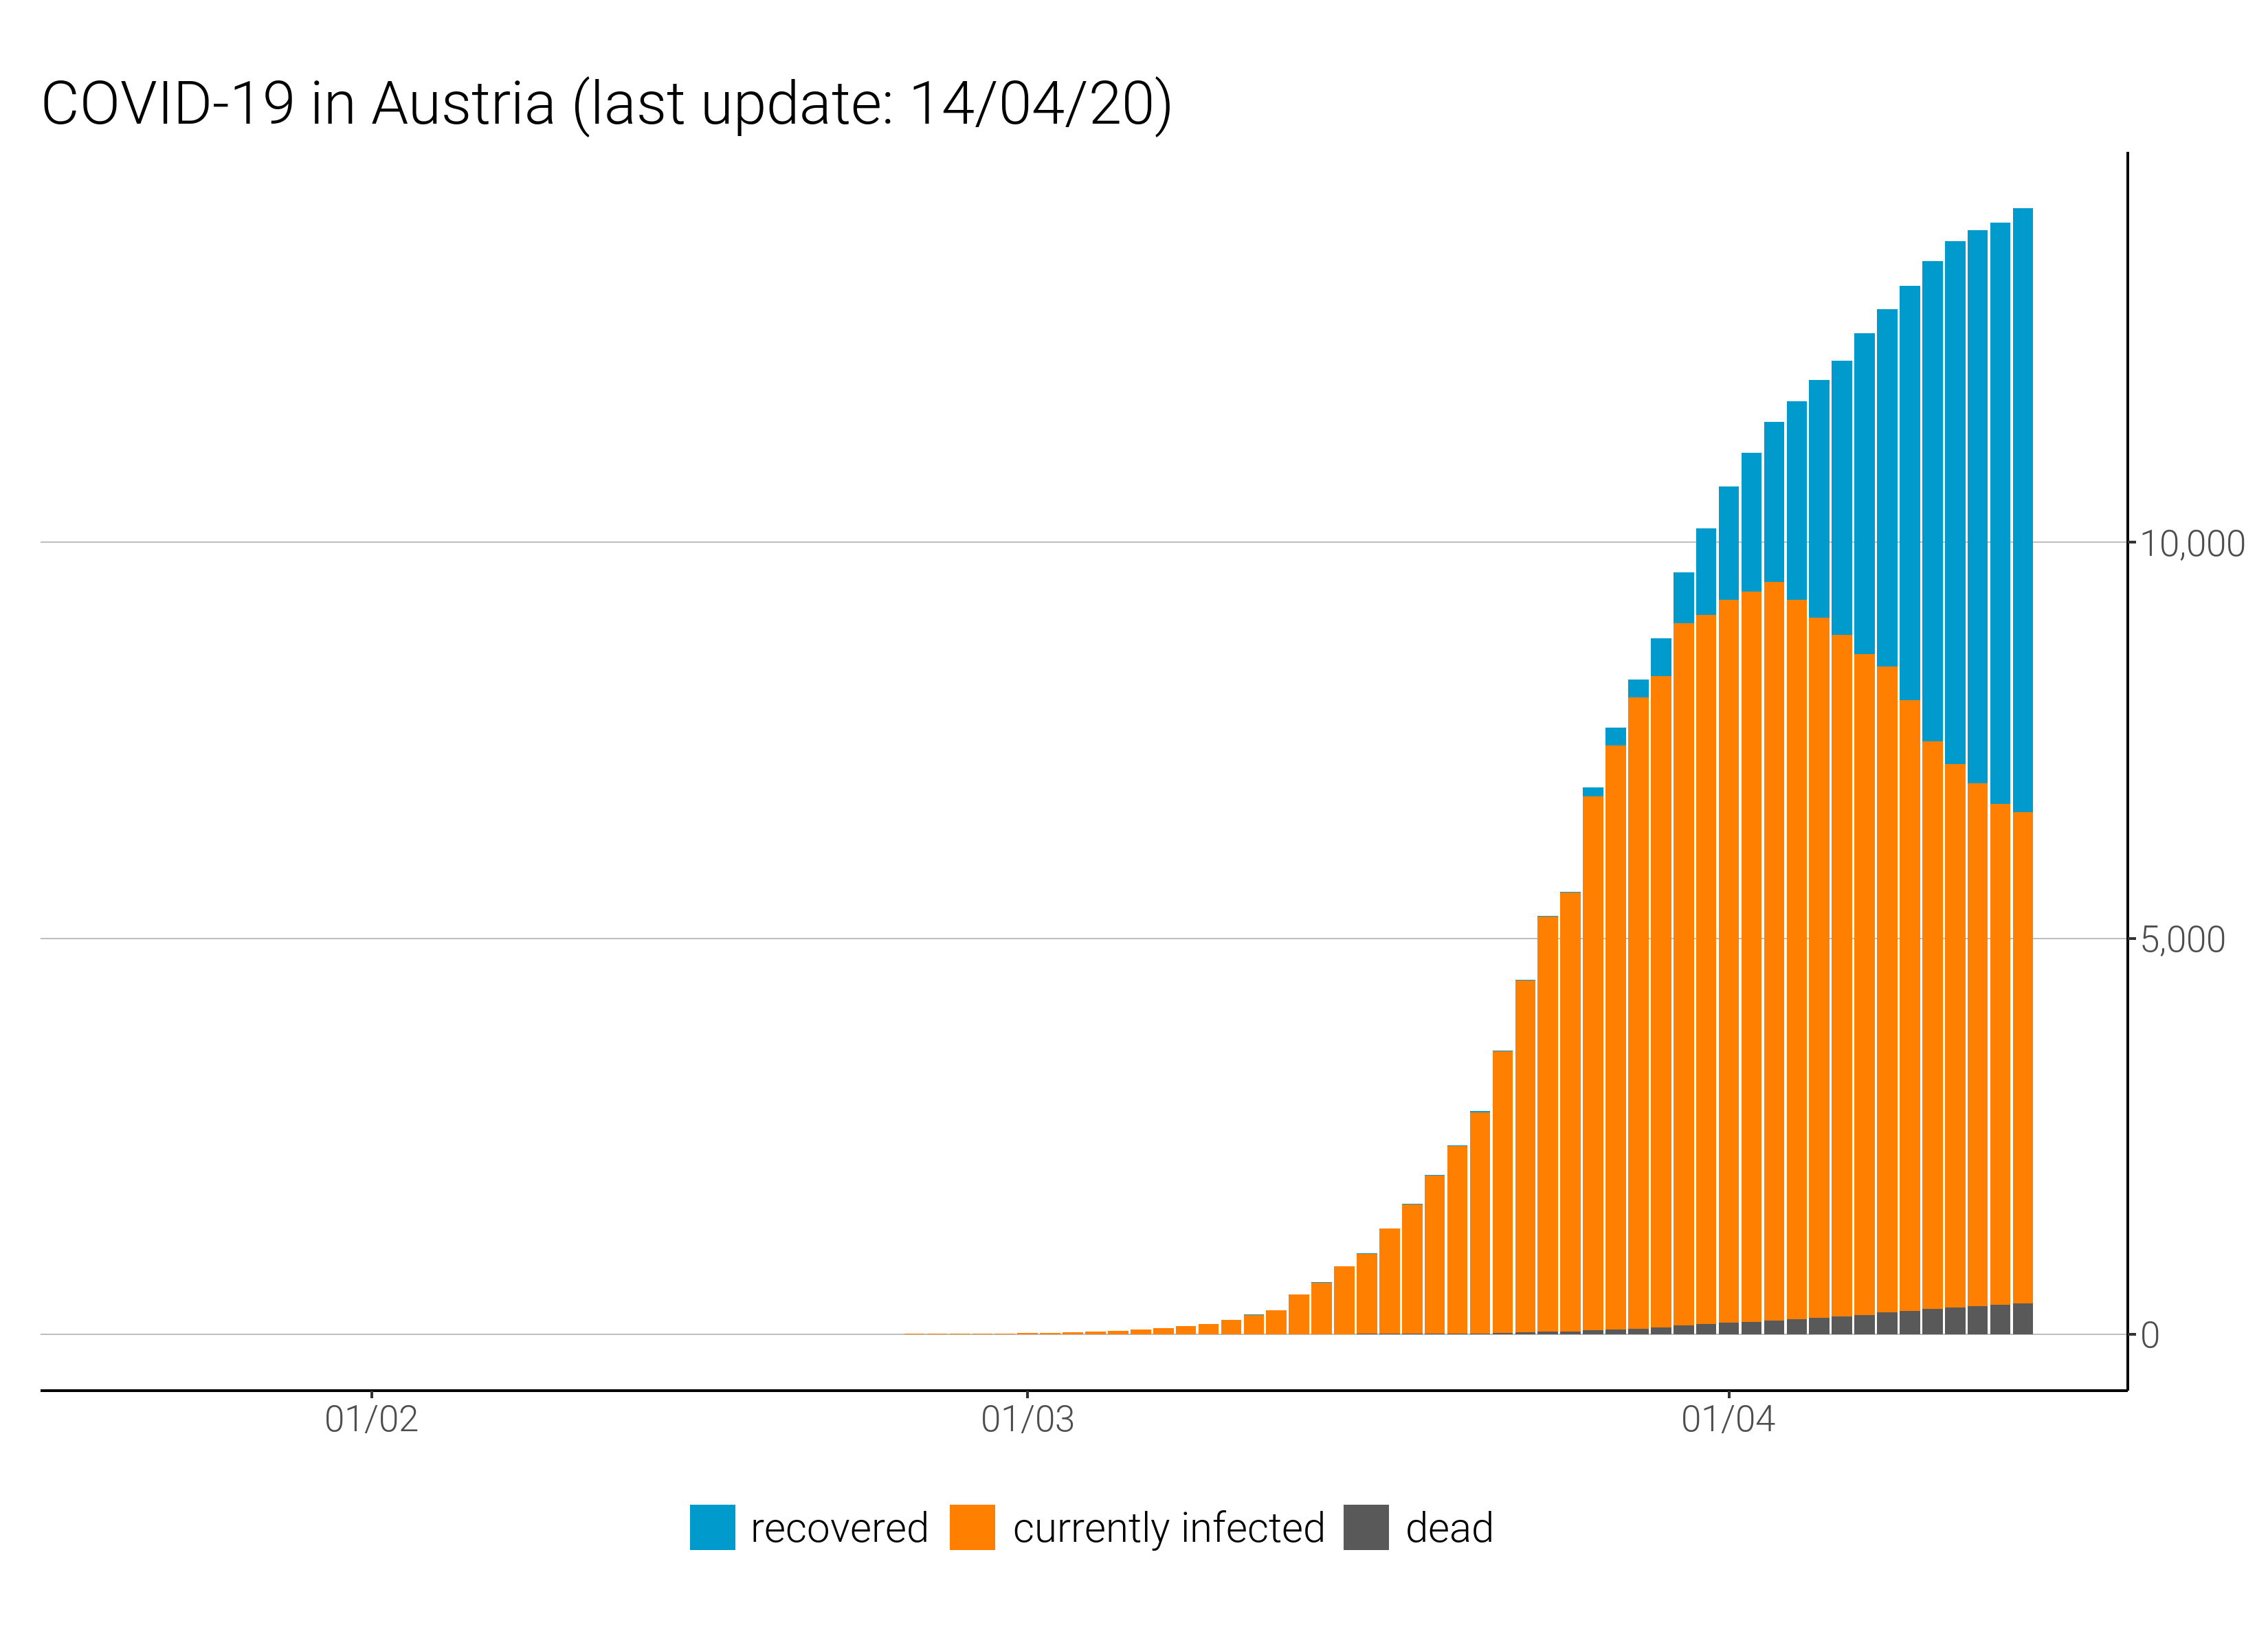 COVID-19 in Austria (last update: 14/04/20)
10,000
5,000
0
01/02 01/03 01/04
recovered currently infected dead